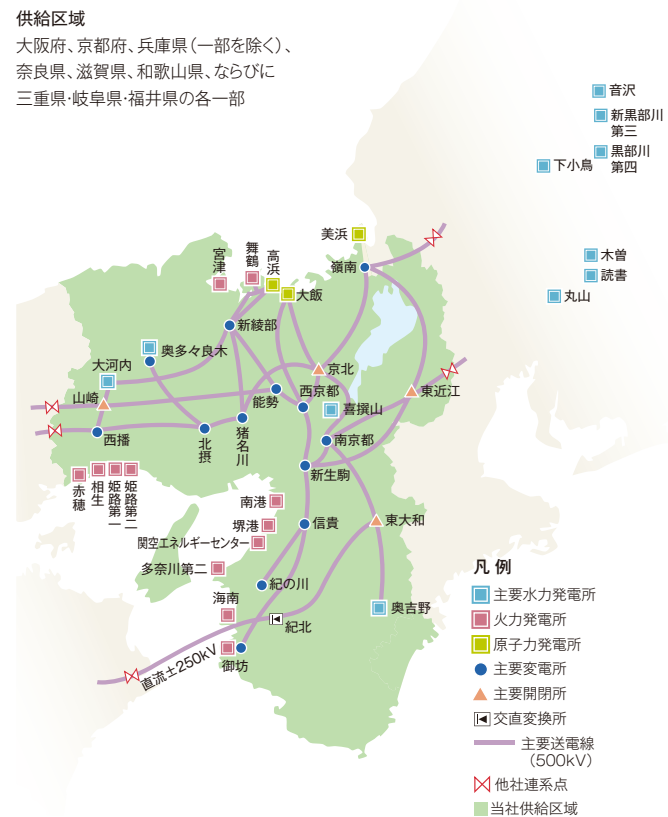 供給区域
大阪府、京都府、兵庫県（一部を除く）、
奈良県、滋賀県、和歌山県、ならびに
三重県・岐阜県・福井県の各一部
音沢
新黒部川
第三
黒部川
第四
下小鳥
美浜
舞鶴
高浜
宮津
嶺南
木曽
読書
丸山
大飯
新綾部
奥多々良木
大河内
京北
山崎
能勢
西京都
東近江
喜撰山
西播
北摂
猪名川
南京都
新生駒
赤穂
相生
姫路第一
姫路第二
南港
堺港
信貴
東大和
関空エネルギーセンター
多奈川第二
紀の川
海南
奥吉野
紀北
御坊
直流±250kV
凡例
主要水力発電所
火力発電所
原子力発電所
主要変電所
主要開閉所
交直変換所
主要送電線
（500kV）
他社連系点
当社供給区域